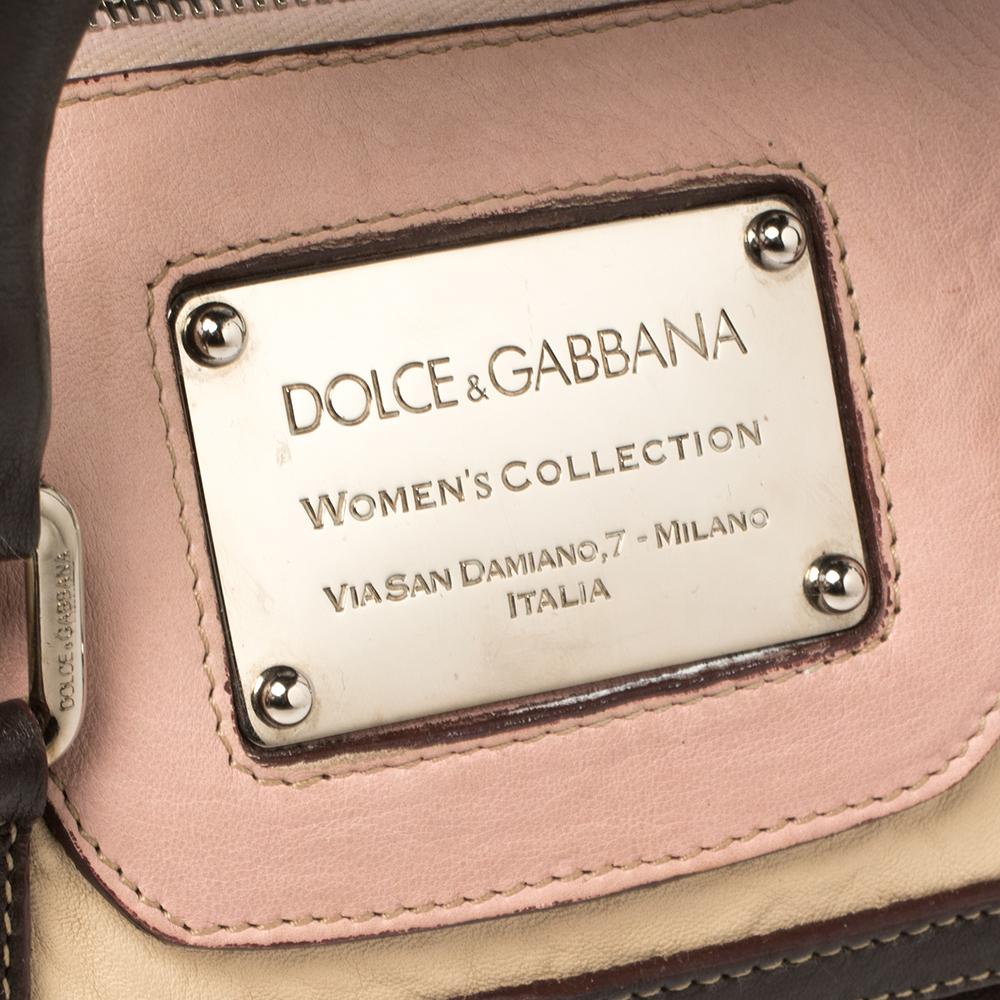 DOLCE & GABBANA
WOMEN'S COLLECTION
VIA SAN DAMIANO, 7 - MILANO
ITALIA
DOLCE & GABBANA